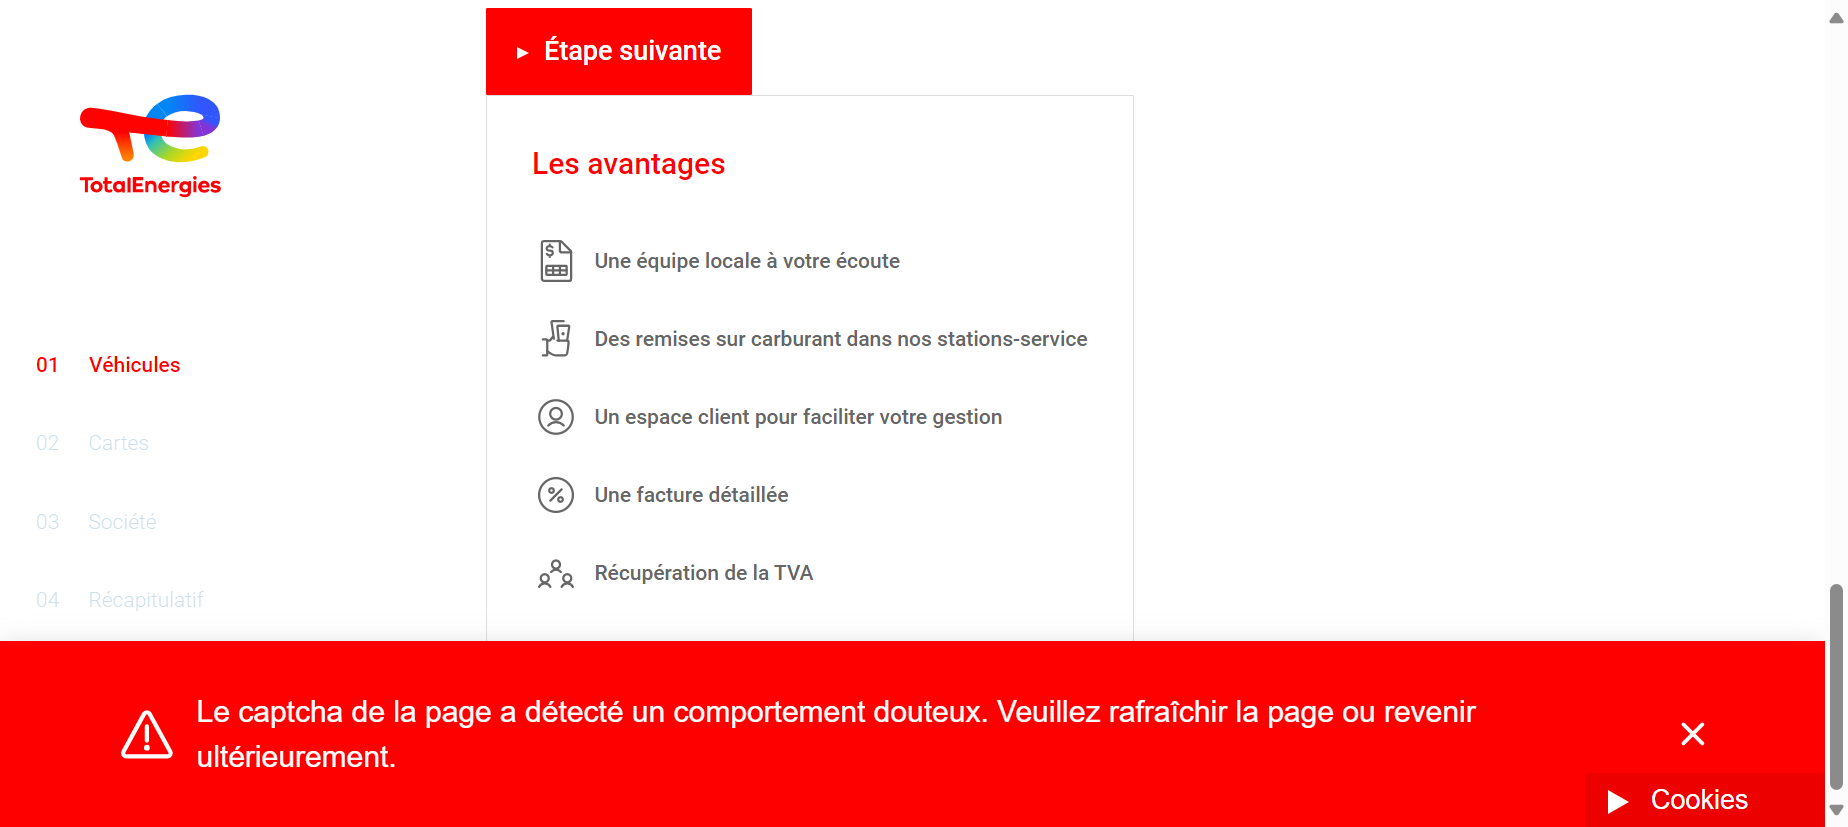 Étape suivante
TotalEnergies
Les avantages
Une équipe locale à votre écoute
Des remises sur carburant dans nos stations-service
Un espace client pour faciliter votre gestion
Une facture détaillée
Récupération de la TVA
01 Véhicules
02 Cartes
03 Société
04 Récapitulatif
Le captcha de la page a détecté un comportement douteux. Veuillez rafraîchir la page ou revenir
ultérieurement.
Cookies